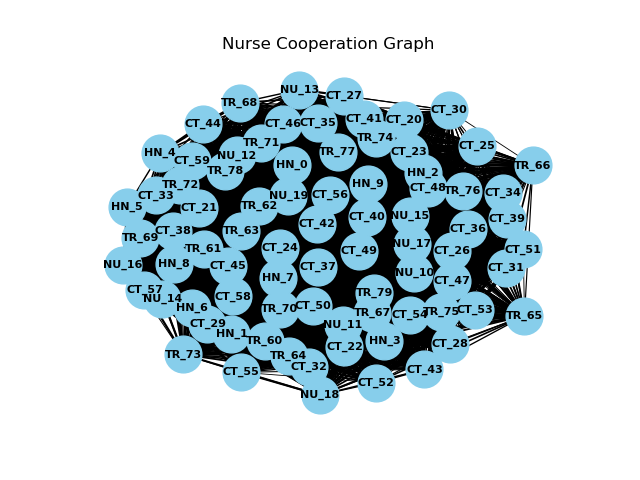 Nurse Cooperation Graph
NU_13
CT_27
TR_68
CT_30
CT_44
CT_46
CT_35
CT_41
CT_20
TR_71
TR_74
CT_25
HN_4
CT_59
NU_12
TR_77
CT_23
TR_78
HN_0
HN_2
TR_66
TR_72
CT_33
NU_19
CT_56
HN_9
CT_48
TR_76
CT_34
HN_5
CT_21
TR_62
CT_42
CT_40
NU_15
CT_39
TR_69
CT_38
TR_63
CT_36
TR_61
CT_24
CT_49
NU_17
CT_26
CT_51
NU_16
HN_8
CT_45
HN_7
CT_37
NU_10
CT_31
CT_47
CT_57
NU_14
CT_58
TR_79
HN_6
TR_70
CT_50
TR_67
CT_54
TR_75
CT_53
TR_65
CT_29
HN_1
NU_11
TR_60
CT_22
HN_3
CT_28
TR_73
TR_64
CT_32
CT_55
CT_43
CT_52
NU_18